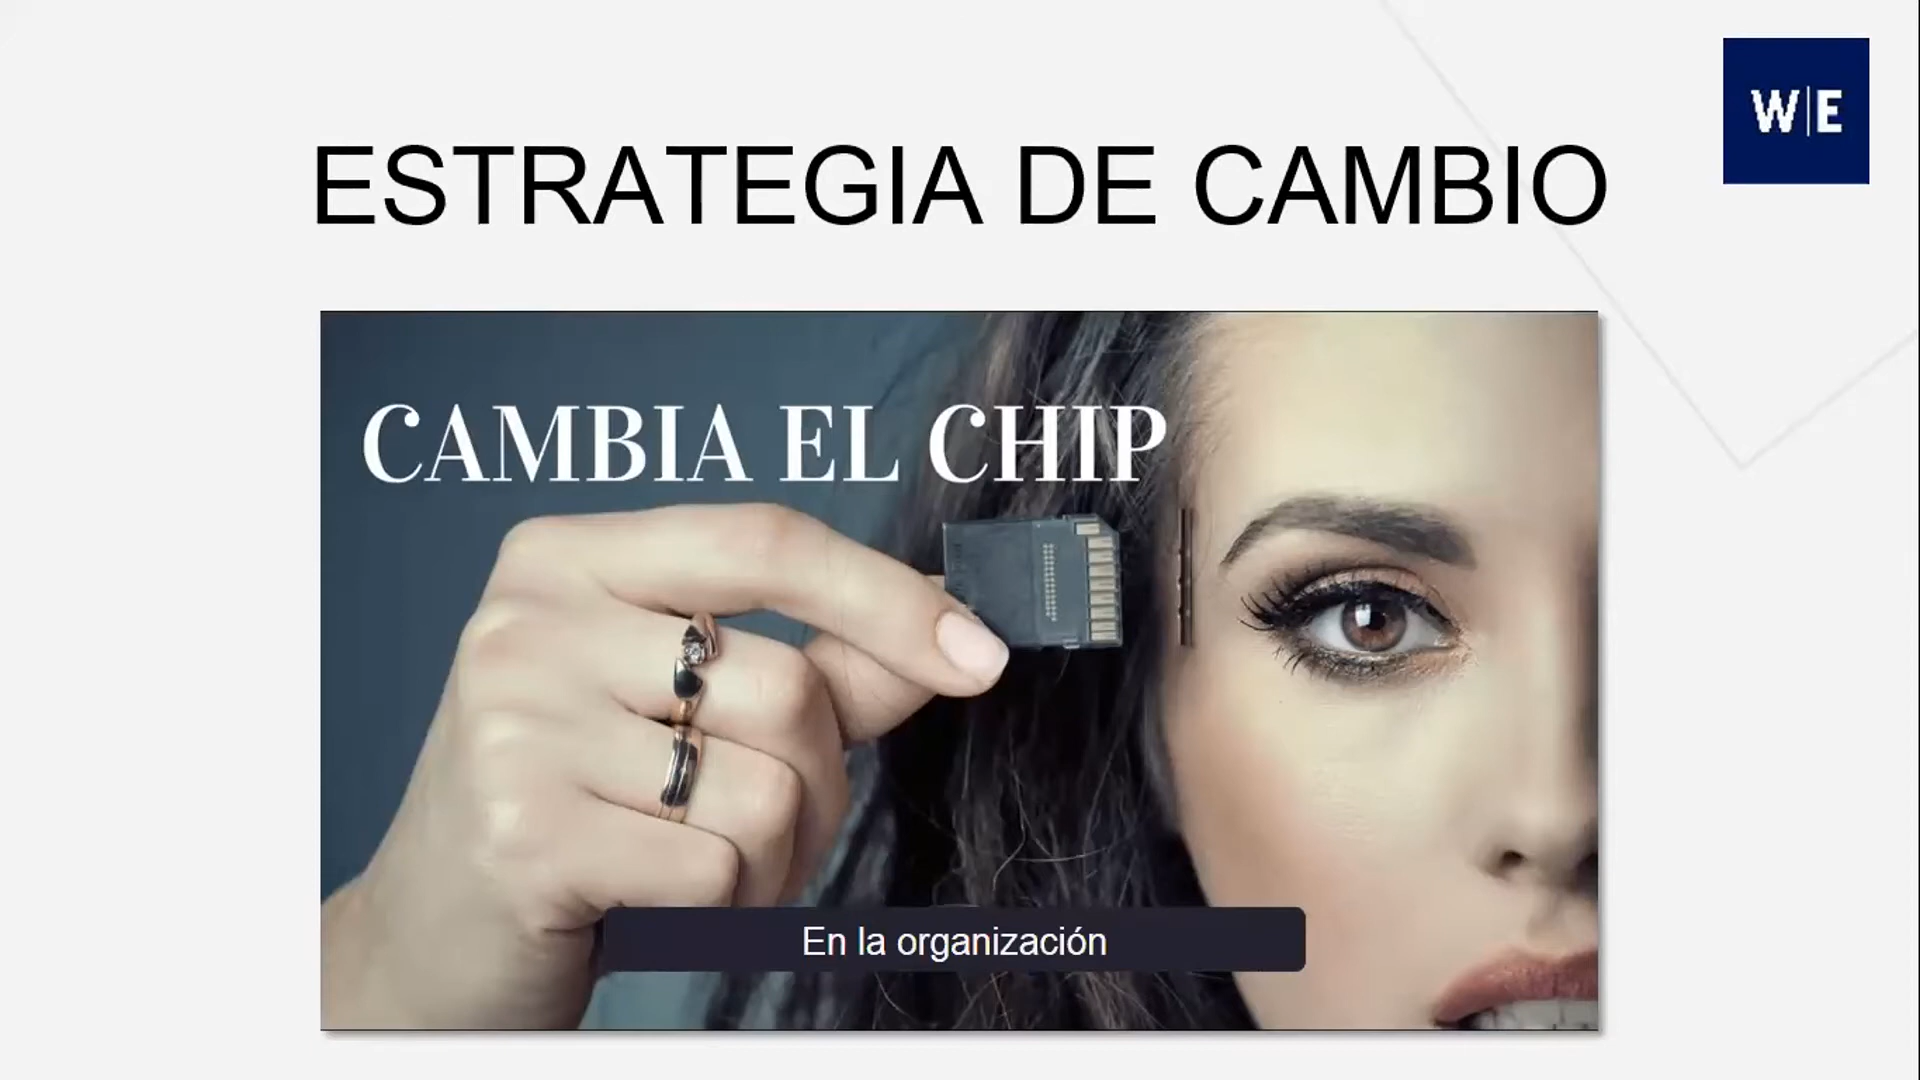 W|E
ESTRATEGIA DE CAMBIO
CAMBIA EL CHIP
En la organización